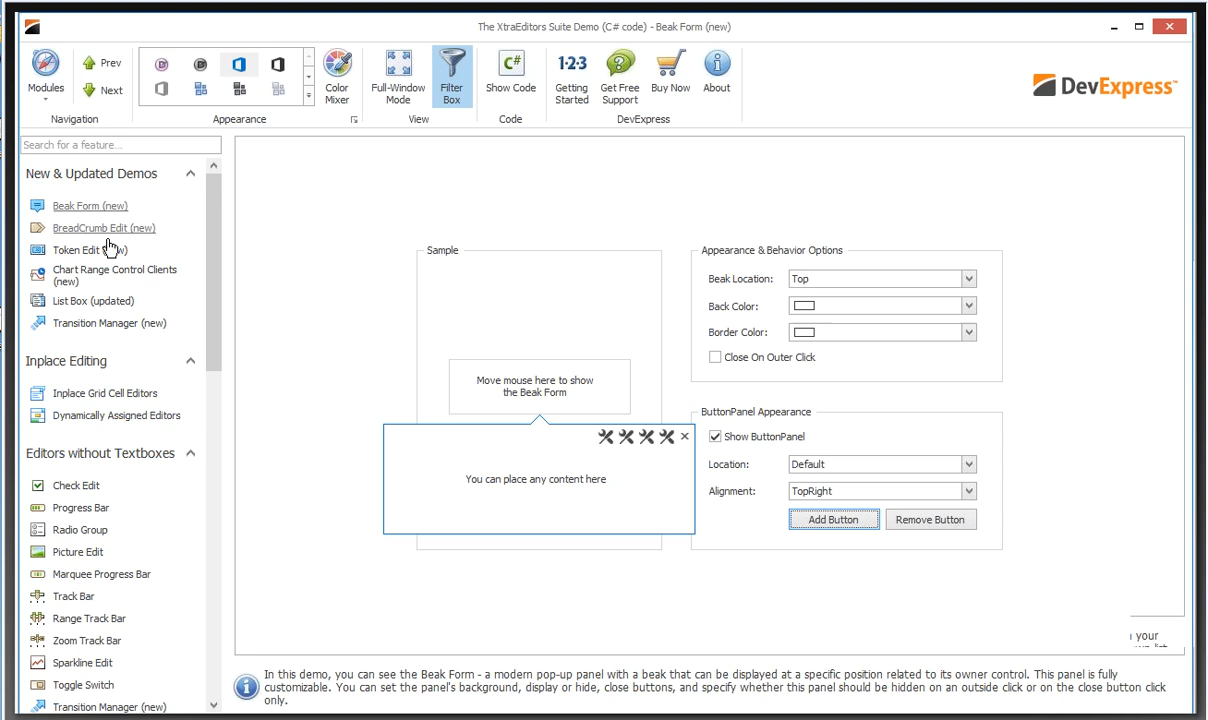 The XtraEditors Suite Demo (C# code) - Beak Form (new)
Modules
Prev
Next
Navigation
Appearance
Color
Mixer
Full-Window
Mode
Filter
Box
View
C#
Show Code
Code
1·2·3
Getting
Started
Get Free
Support
Buy Now
About
DevExpress
DevExpress™
Search for a feature...
New & Updated Demos
Beak Form (new)
BreadCrumb Edit (new)
Token Edit
Chart Range Control Clients
(new)
List Box (updated)
Transition Manager (new)
Inplace Editing
Inplace Grid Cell Editors
Dynamically Assigned Editors
Editors without Textboxes
Check Edit
Progress Bar
Radio Group
Picture Edit
Marquee Progress Bar
Track Bar
Range Track Bar
Zoom Track Bar
Sparkline Edit
Toggle Switch
Transition Manager (new)
Sample
Move mouse here to show
the Beak Form
You can place any content here
Appearance & Behavior Options
Beak Location:
Top
Back Color:
Border Color:
Close On Outer Click
ButtonPanel Appearance
Show ButtonPanel
Location:
Default
Alignment:
TopRight
Add Button
Remove Button
your
In this demo, you can see the Beak Form - a modern pop-up panel with a beak that can be displayed at a specific position related to its owner control. This panel is fully
customizable. You can set the panel's background, display or hide, close buttons, and specify whether this panel should be hidden on an outside click or on the close button click
only.